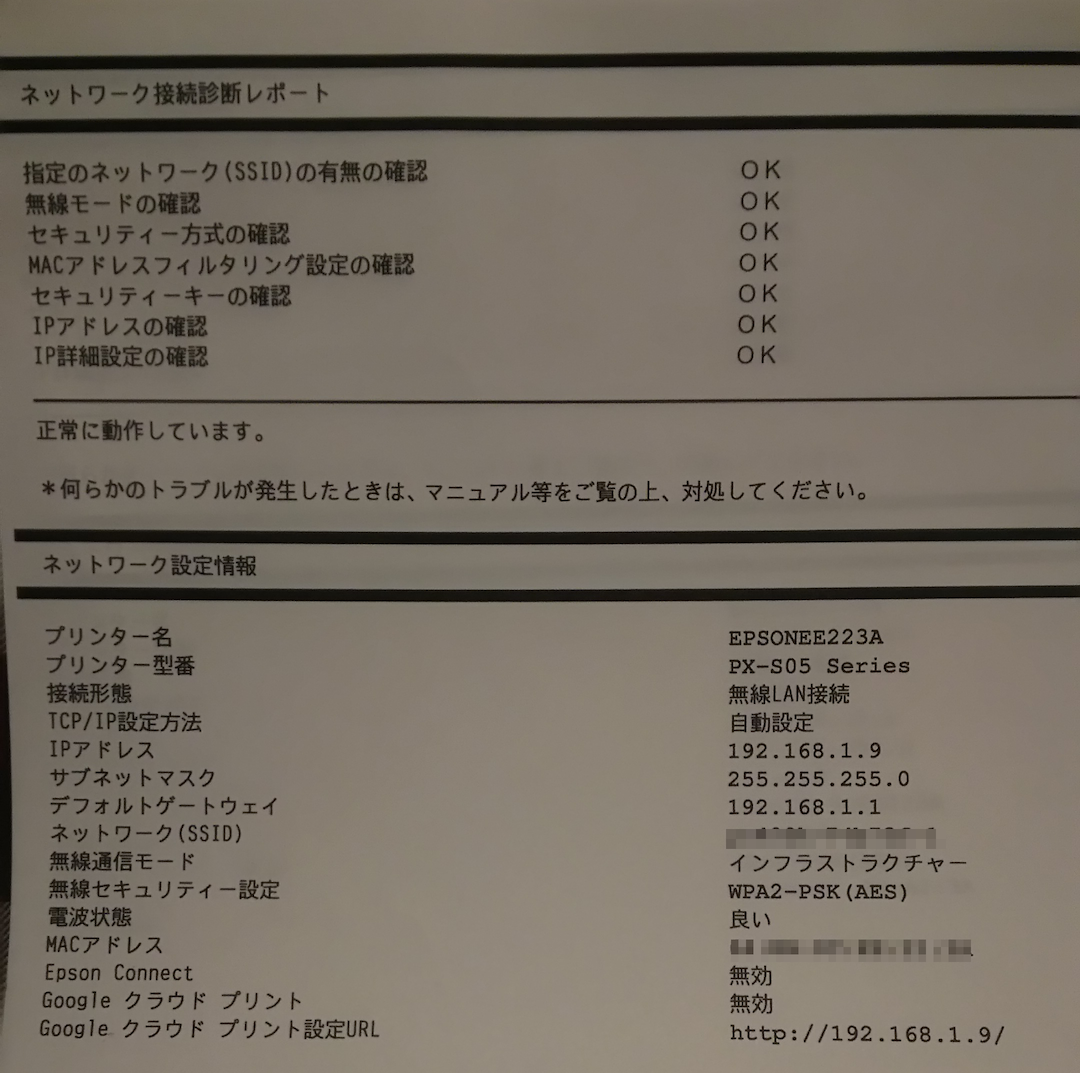 ネットワーク接続診断レポート
指定のネットワーク(SSID)の有無の確認 OK
無線モードの確認 OK
セキュリティー方式の確認 OK
MACアドレスフィルタリング設定の確認 OK
セキュリティーキーの確認 OK
IPアドレスの確認 OK
IP詳細設定の確認 OK
正常に動作しています。
*何らかのトラブルが発生したときは、マニュアル等をご覧の上、対処してください。
ネットワーク設定情報
プリンター名 EPSONEE223A
プリンター型番 PX-S05 Series
接続形態 無線LAN接続
TCP/IP設定方法 自動設定
IPアドレス 192.168.1.9
サブネットマスク 255.255.255.0
デフォルトゲートウェイ 192.168.1.1
ネットワーク(SSID)
無線通信モード インフラストラクチャー
無線セキュリティー設定 WPA2-PSK(AES)
電波状態 良い
MACアドレス
Epson Connect 無効
Google クラウド プリント 無効
Google クラウド プリント設定URL http://192.168.1.9/